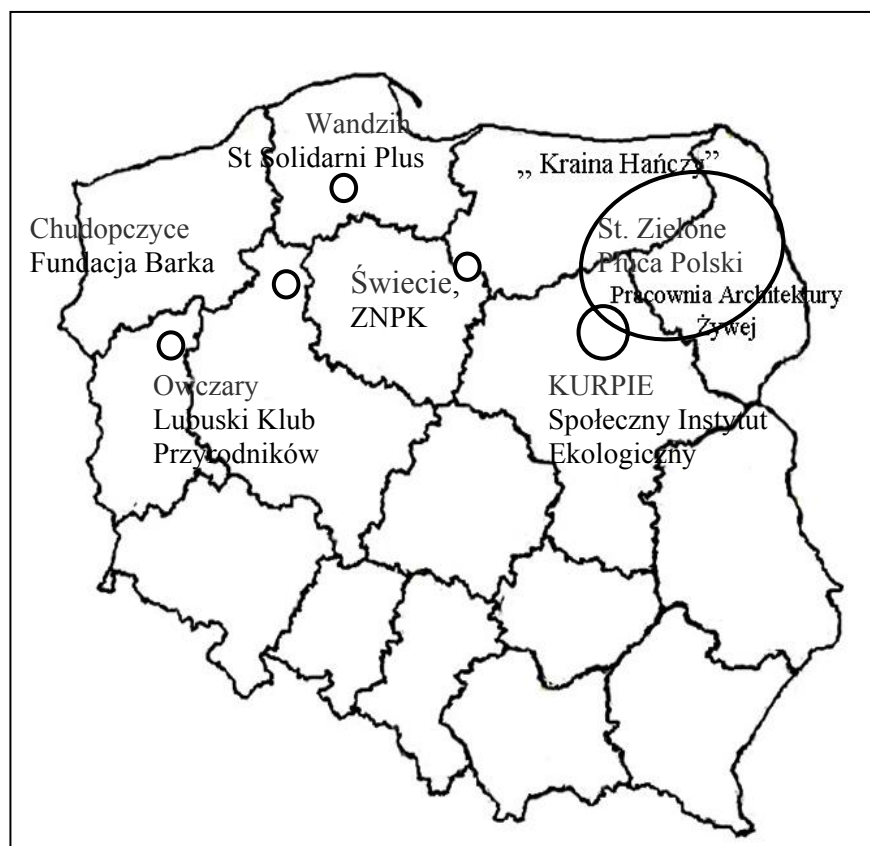 Wandzin
St Solidarni Plus
„ Kraina Hańczy”
Chudopczyce
Fundacja Barka
St. Zielone
Płuca Polski
Pracownia Architektury
Żywej
Świecie,
ZNPK
Owczary
Lubuski Klub
Przyrodników
KURPIE
Społeczny Instytut
Ekologiczny